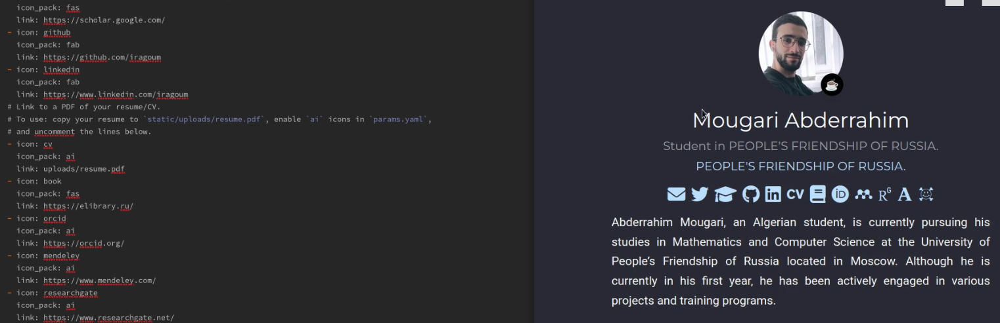 icon_pack: fas
link: https://scholar.google.com/
- icon: github
icon_pack: fab
link: https://github.com/iragoum
- icon: linkedin
icon_pack: fab
link: https://www.linkedin.com/iragoum
# Link to a PDF of your resume/CV.
# To use: copy your resume to `static/uploads/resume.pdf`, enable `ai` icons in `params.yaml`,
# and uncomment the lines below.
- icon: cv
icon_pack: ai
link: uploads/resume.pdf
- icon: book
icon_pack: fas
link: https://elibrary.ru/
- icon: orcid
icon_pack: ai
link: https://orcid.org/
- icon: mendeley
icon_pack: ai
link: https://www.mendeley.com/
- icon: researchgate
icon_pack: ai
link: https://www.researchgate.net/
Mougari Abderrahim
Student in PEOPLE'S FRIENDSHIP OF RUSSIA.
PEOPLE'S FRIENDSHIP OF RUSSIA.
in CV iD RG A
Abderrahim Mougari, an Algerian student, is currently pursuing his
studies in Mathematics and Computer Science at the University of
People's Friendship of Russia located in Moscow. Although he is
currently in his first year, he has been actively engaged in various
projects and training programs.